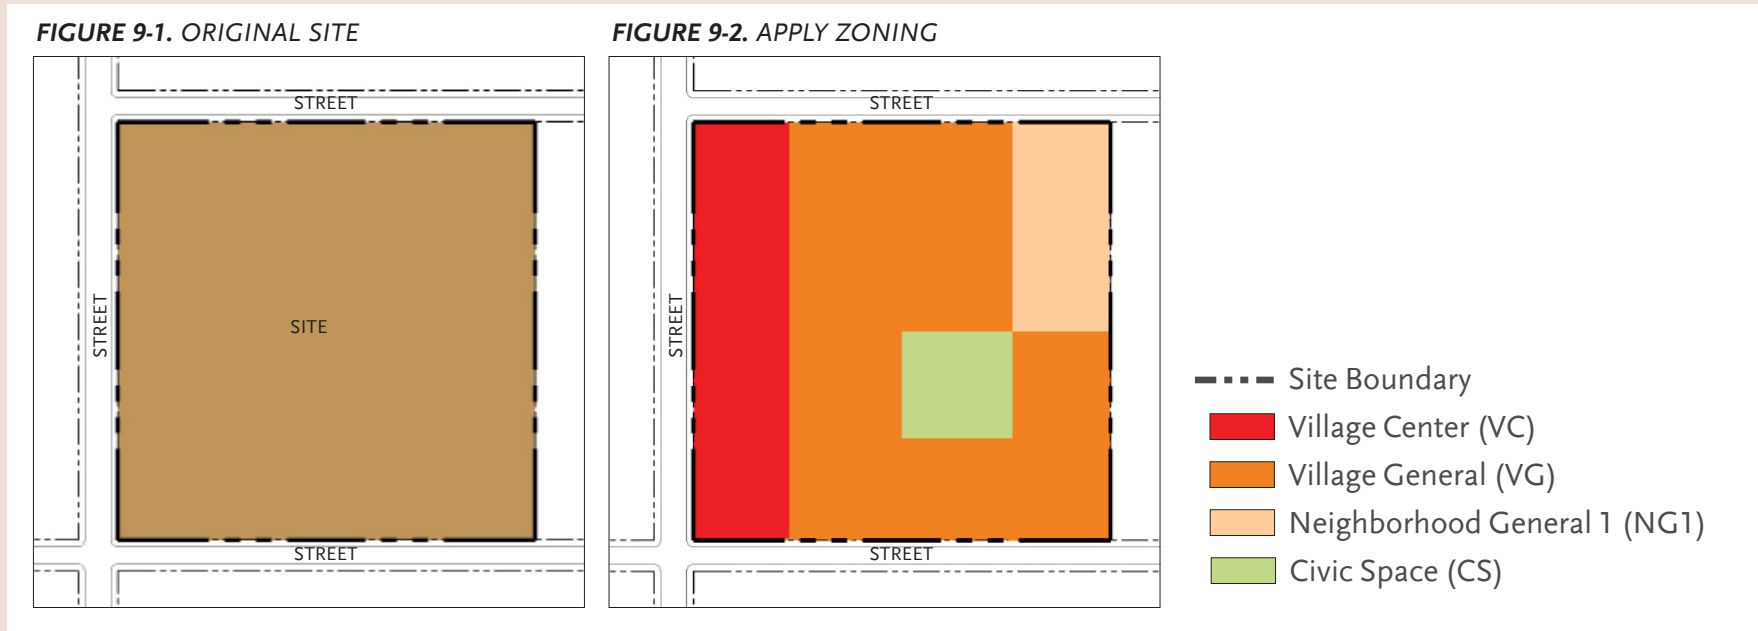 FIGURE 9-1. ORIGINAL SITE
STREET
STREET
SITE
STREET
FIGURE 9-2. APPLY ZONING
STREET
STREET
STREET
Site Boundary
Village Center (VC)
Village General (VG)
Neighborhood General 1 (NG1)
Civic Space (CS)